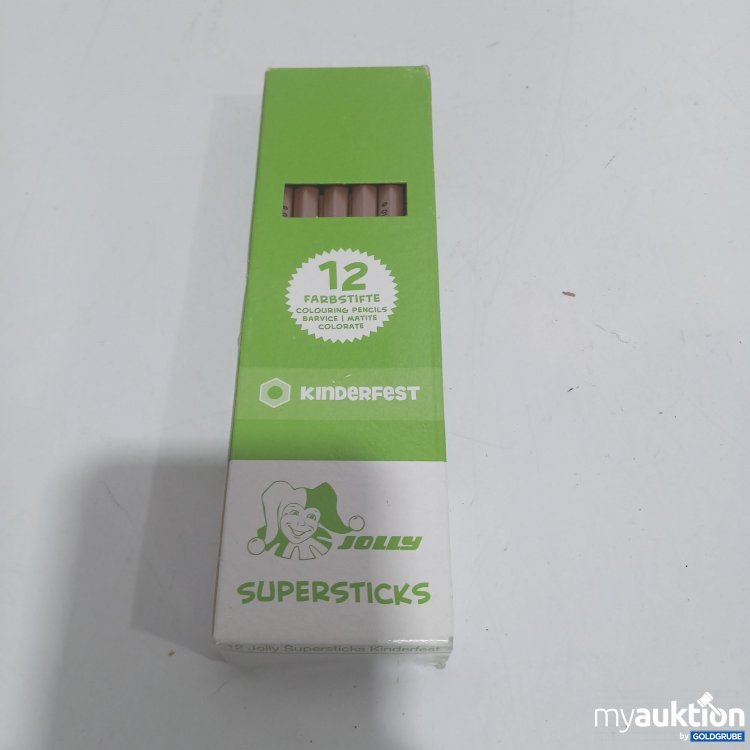 12
FARBSTIFTE
COLOURING PENCILS
BARVICE | MATITE
COLORATE
KINDERFEST
JOLLY
SUPERSTICKS
12 Jolly Supersticks Kinderfest
myauktion
by GOLDGRUBE